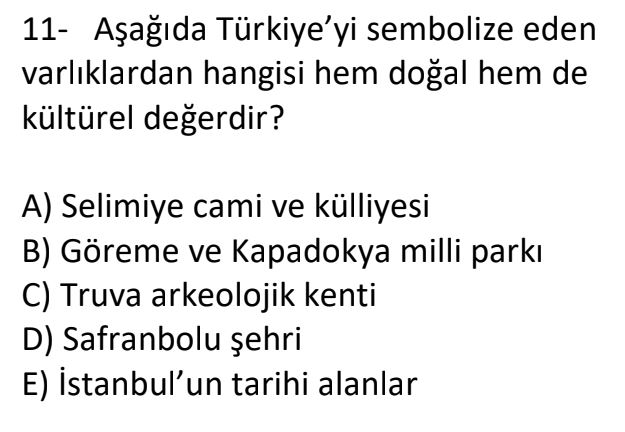 11- Aşağıda Türkiye’yi sembolize eden
varlıklardan hangisi hem doğal hem de
kültürel değerdir?
A) Selimiye cami ve külliyesi
B) Göreme ve Kapadokya milli parkı
C) Truva arkeolojik kenti
D) Safranbolu şehri
E) İstanbul’un tarihi alanlar